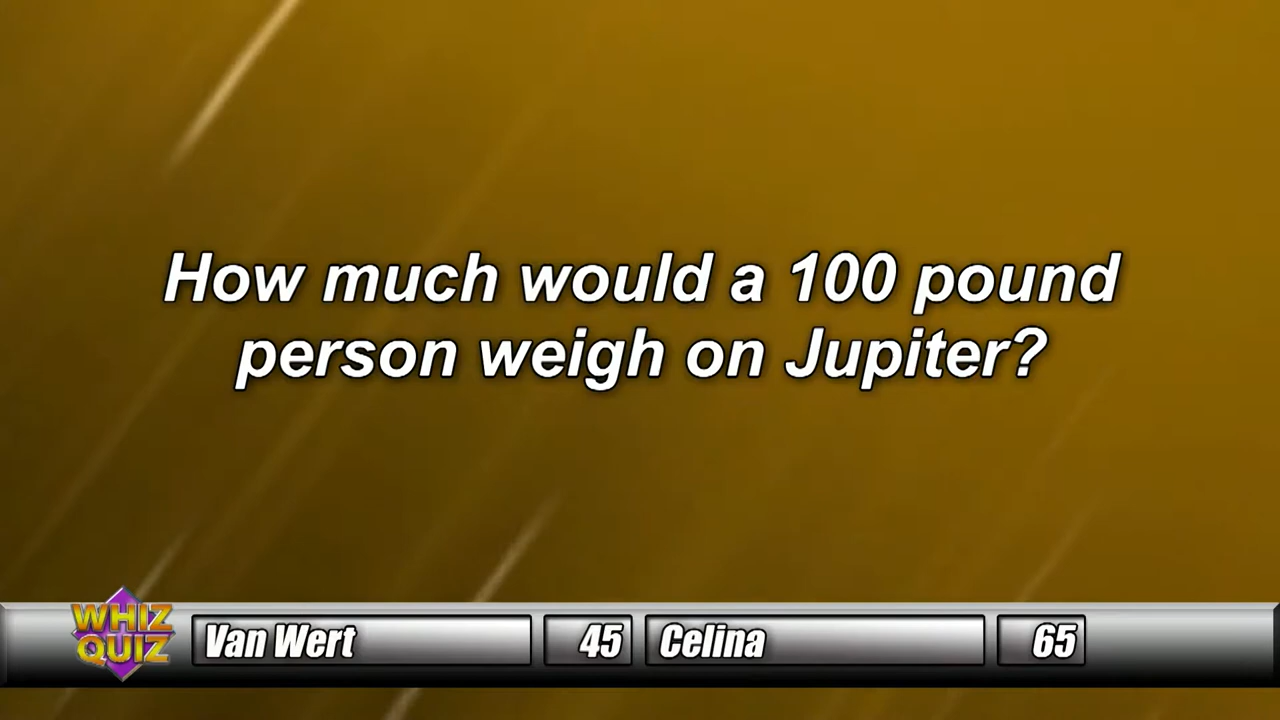 How much would a 100 pound
person weigh on Jupiter?
WHIZ
QUIZ
Van Wert 45 Celina 65